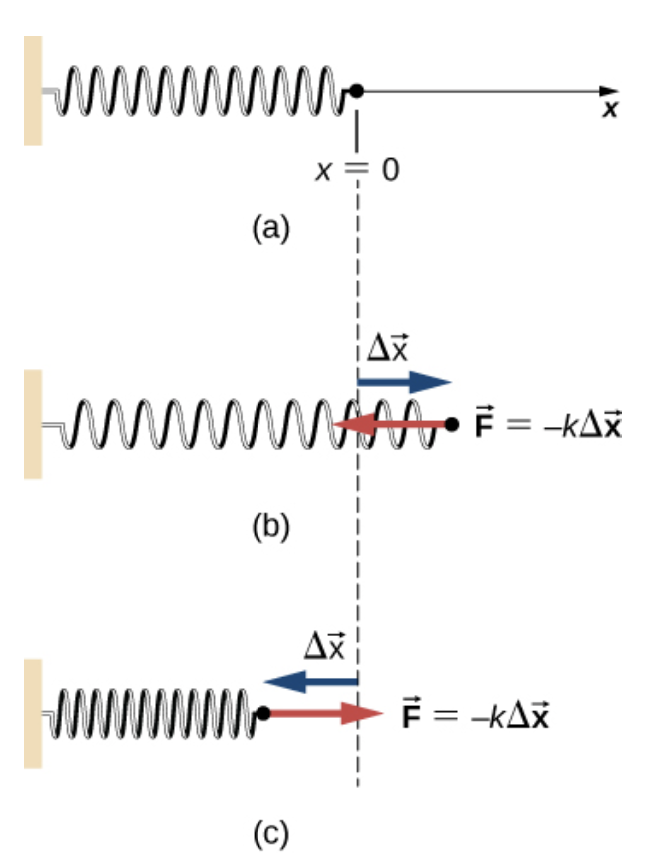 x
x = 0
(a)
Δx⃗
F⃗ = –kΔx⃗
(b)
Δx⃗
F⃗ = –kΔx⃗
(c)